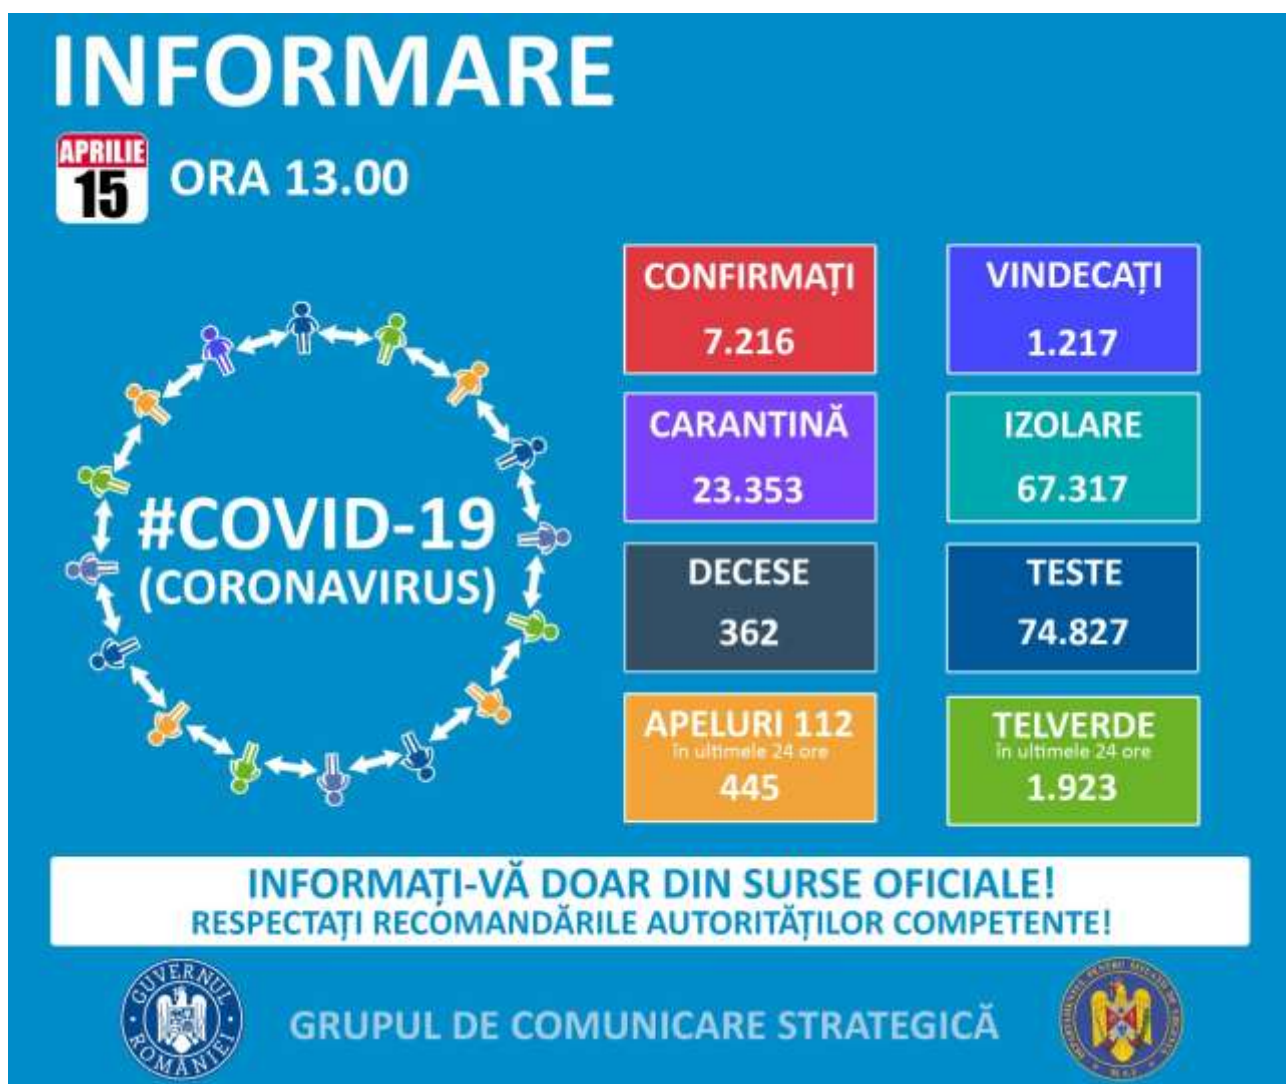 INFORMARE
APRILIE
15
ORA 13.00
CONFIRMAȚI
7.216
VINDECAȚI
1.217
CARANTINĂ
23.353
IZOLARE
67.317
#COVID-19
(CORONAVIRUS)
DECESE
362
TESTE
74.827
APELURI 112
în ultimele 24 ore
445
TELVERDE
în ultimele 24 ore
1.923
INFORMAȚI-VĂ DOAR DIN SURSE OFICIALE!
RESPECTAȚI RECOMANDĂRILE AUTORITĂȚILOR COMPETENTE!
GUVERNUL
ROMÂNIEI
GRUPUL DE COMUNICARE STRATEGICĂ